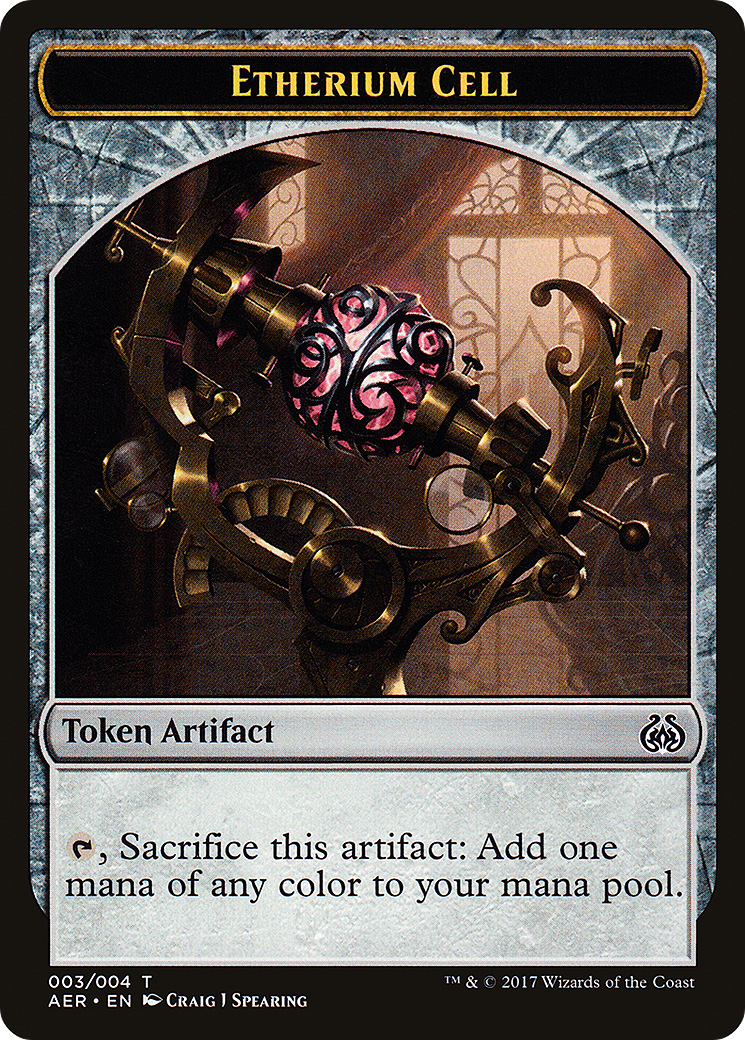 Etherium Cell
Token Artifact
, Sacrifice this artifact: Add one
mana of any color to your mana pool.
003/004 T
™ & © 2017 Wizards of the Coast
AER • EN Craig J Spearing